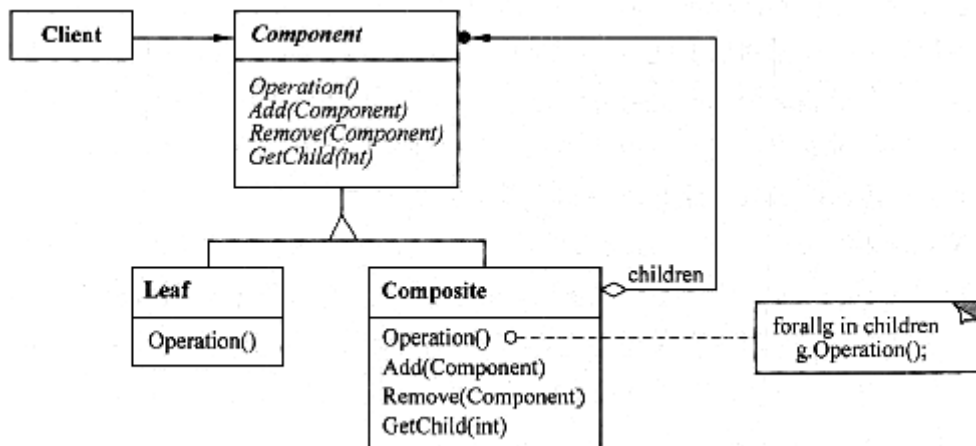 Client
Component
Operation()
Add(Component)
Remove(Component)
GetChild(int)
Leaf
Operation()
Composite
Operation()
Add(Component)
Remove(Component)
GetChild(int)
children
forallg in children
g.Operation();